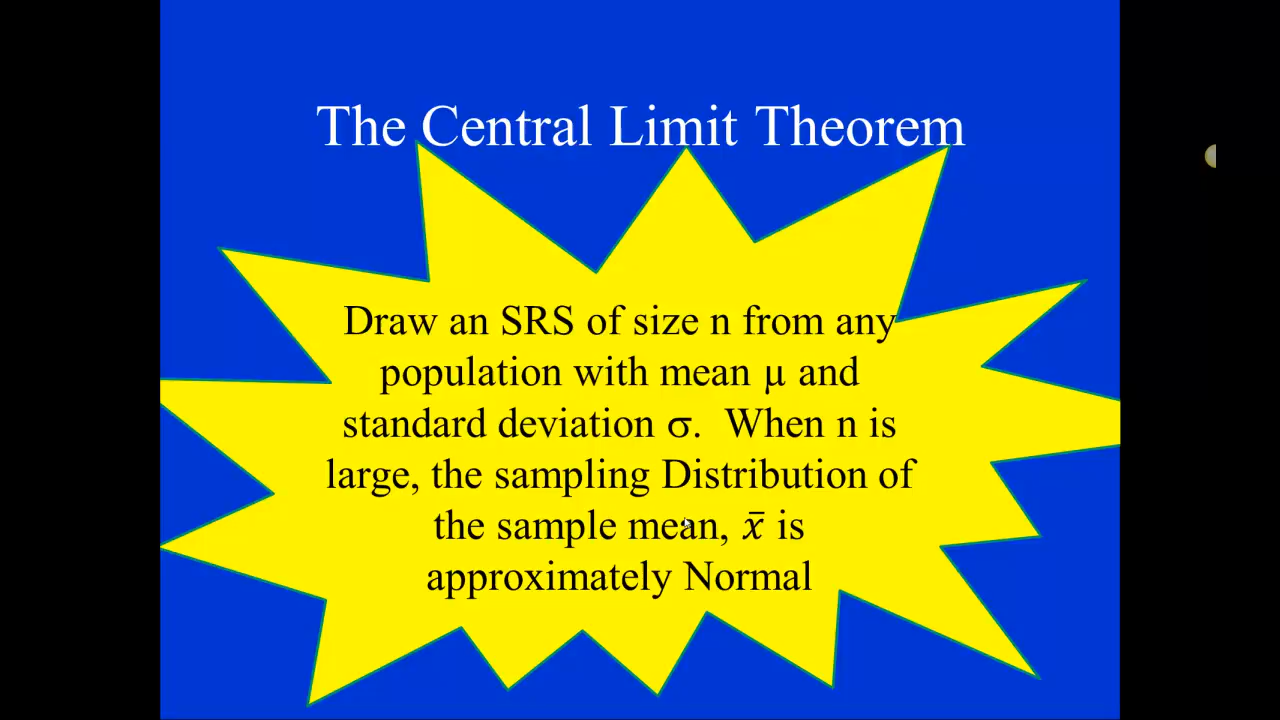 The Central Limit Theorem
Draw an SRS of size n from any
population with mean µ and
standard deviation σ.  When n is
large, the sampling Distribution of
the sample mean, x̄ is
approximately Normal